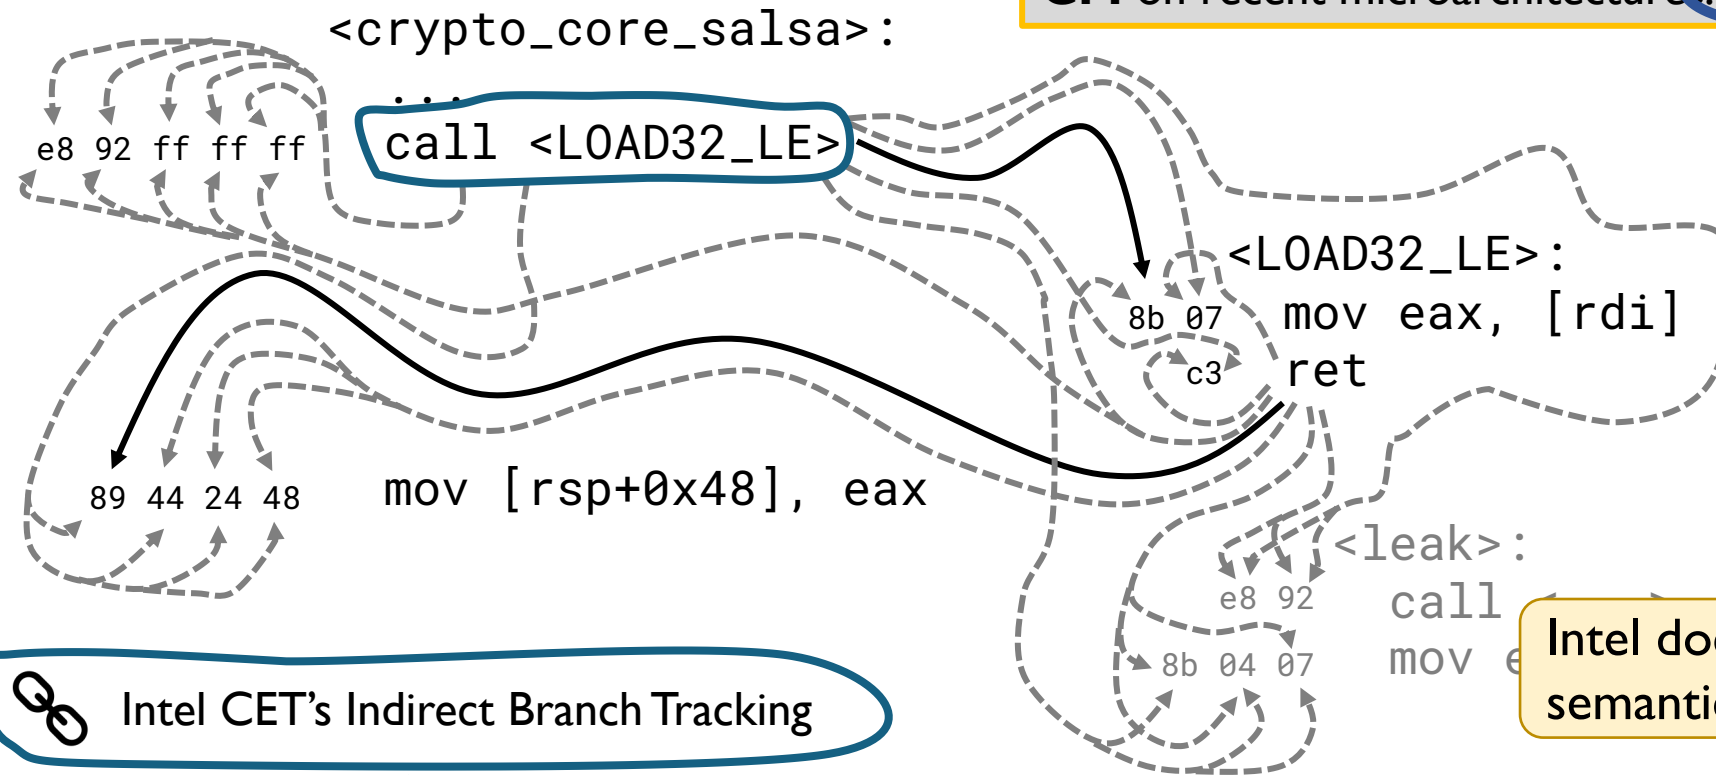 <crypto_core_salsa>:
...
e8 92 ff ff ff
call <LOAD32_LE>
<LOAD32_LE>:
8b 07 mov eax, [rdi]
c3 ret
89 44 24 48 mov [rsp+0x48], eax
<leak>:
e8 92 call
8b 04 07 mov
Intel
Intel CET's Indirect Branch Tracking